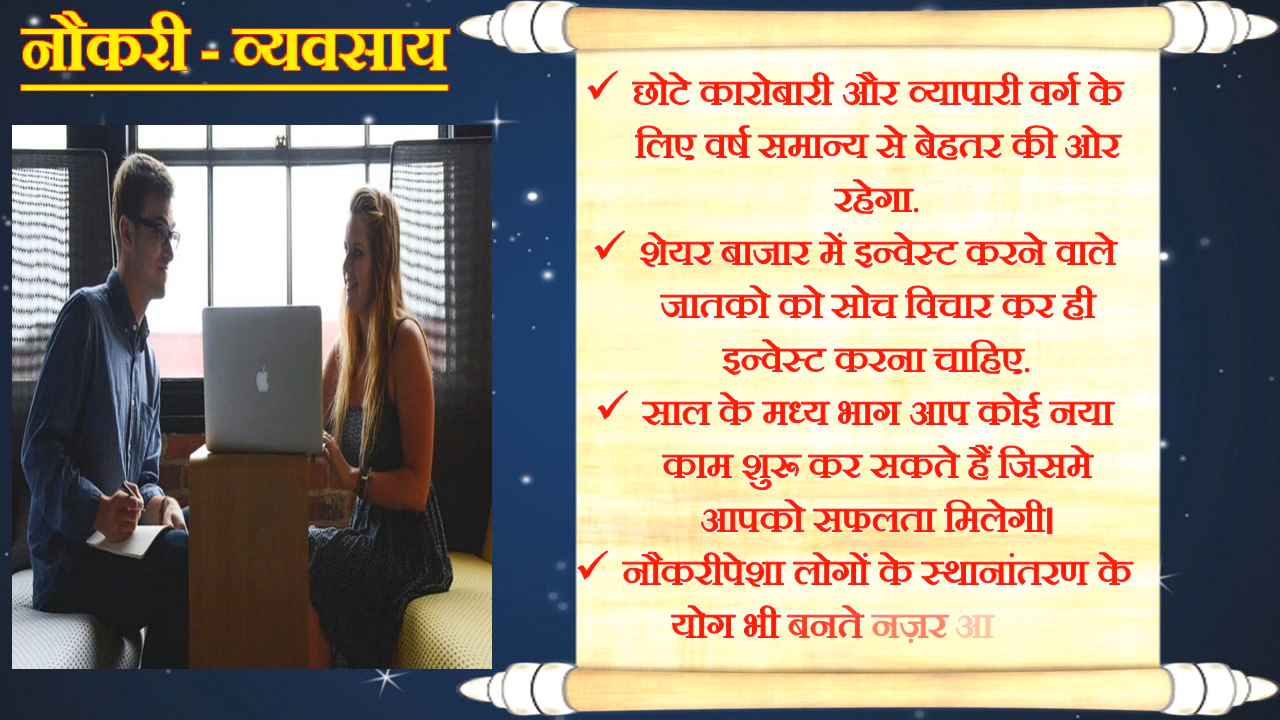 नौकरी - व्यवसाय
✓ छोटे कारोबारी और व्यापारी वर्ग के
लिए वर्ष समान्य से बेहतर की ओर
रहेगा.
✓ शेयर बाजार में इन्वेस्ट करने वाले
जातको को सोच विचार कर ही
इन्वेस्ट करना चाहिए.
✓ साल के मध्य भाग आप कोई नया
काम शुरू कर सकते हैं जिसमे
आपको सफलता मिलेगी।
✓ नौकरीपेशा लोगों के स्थानांतरण के
योग भी बनते नज़र आ